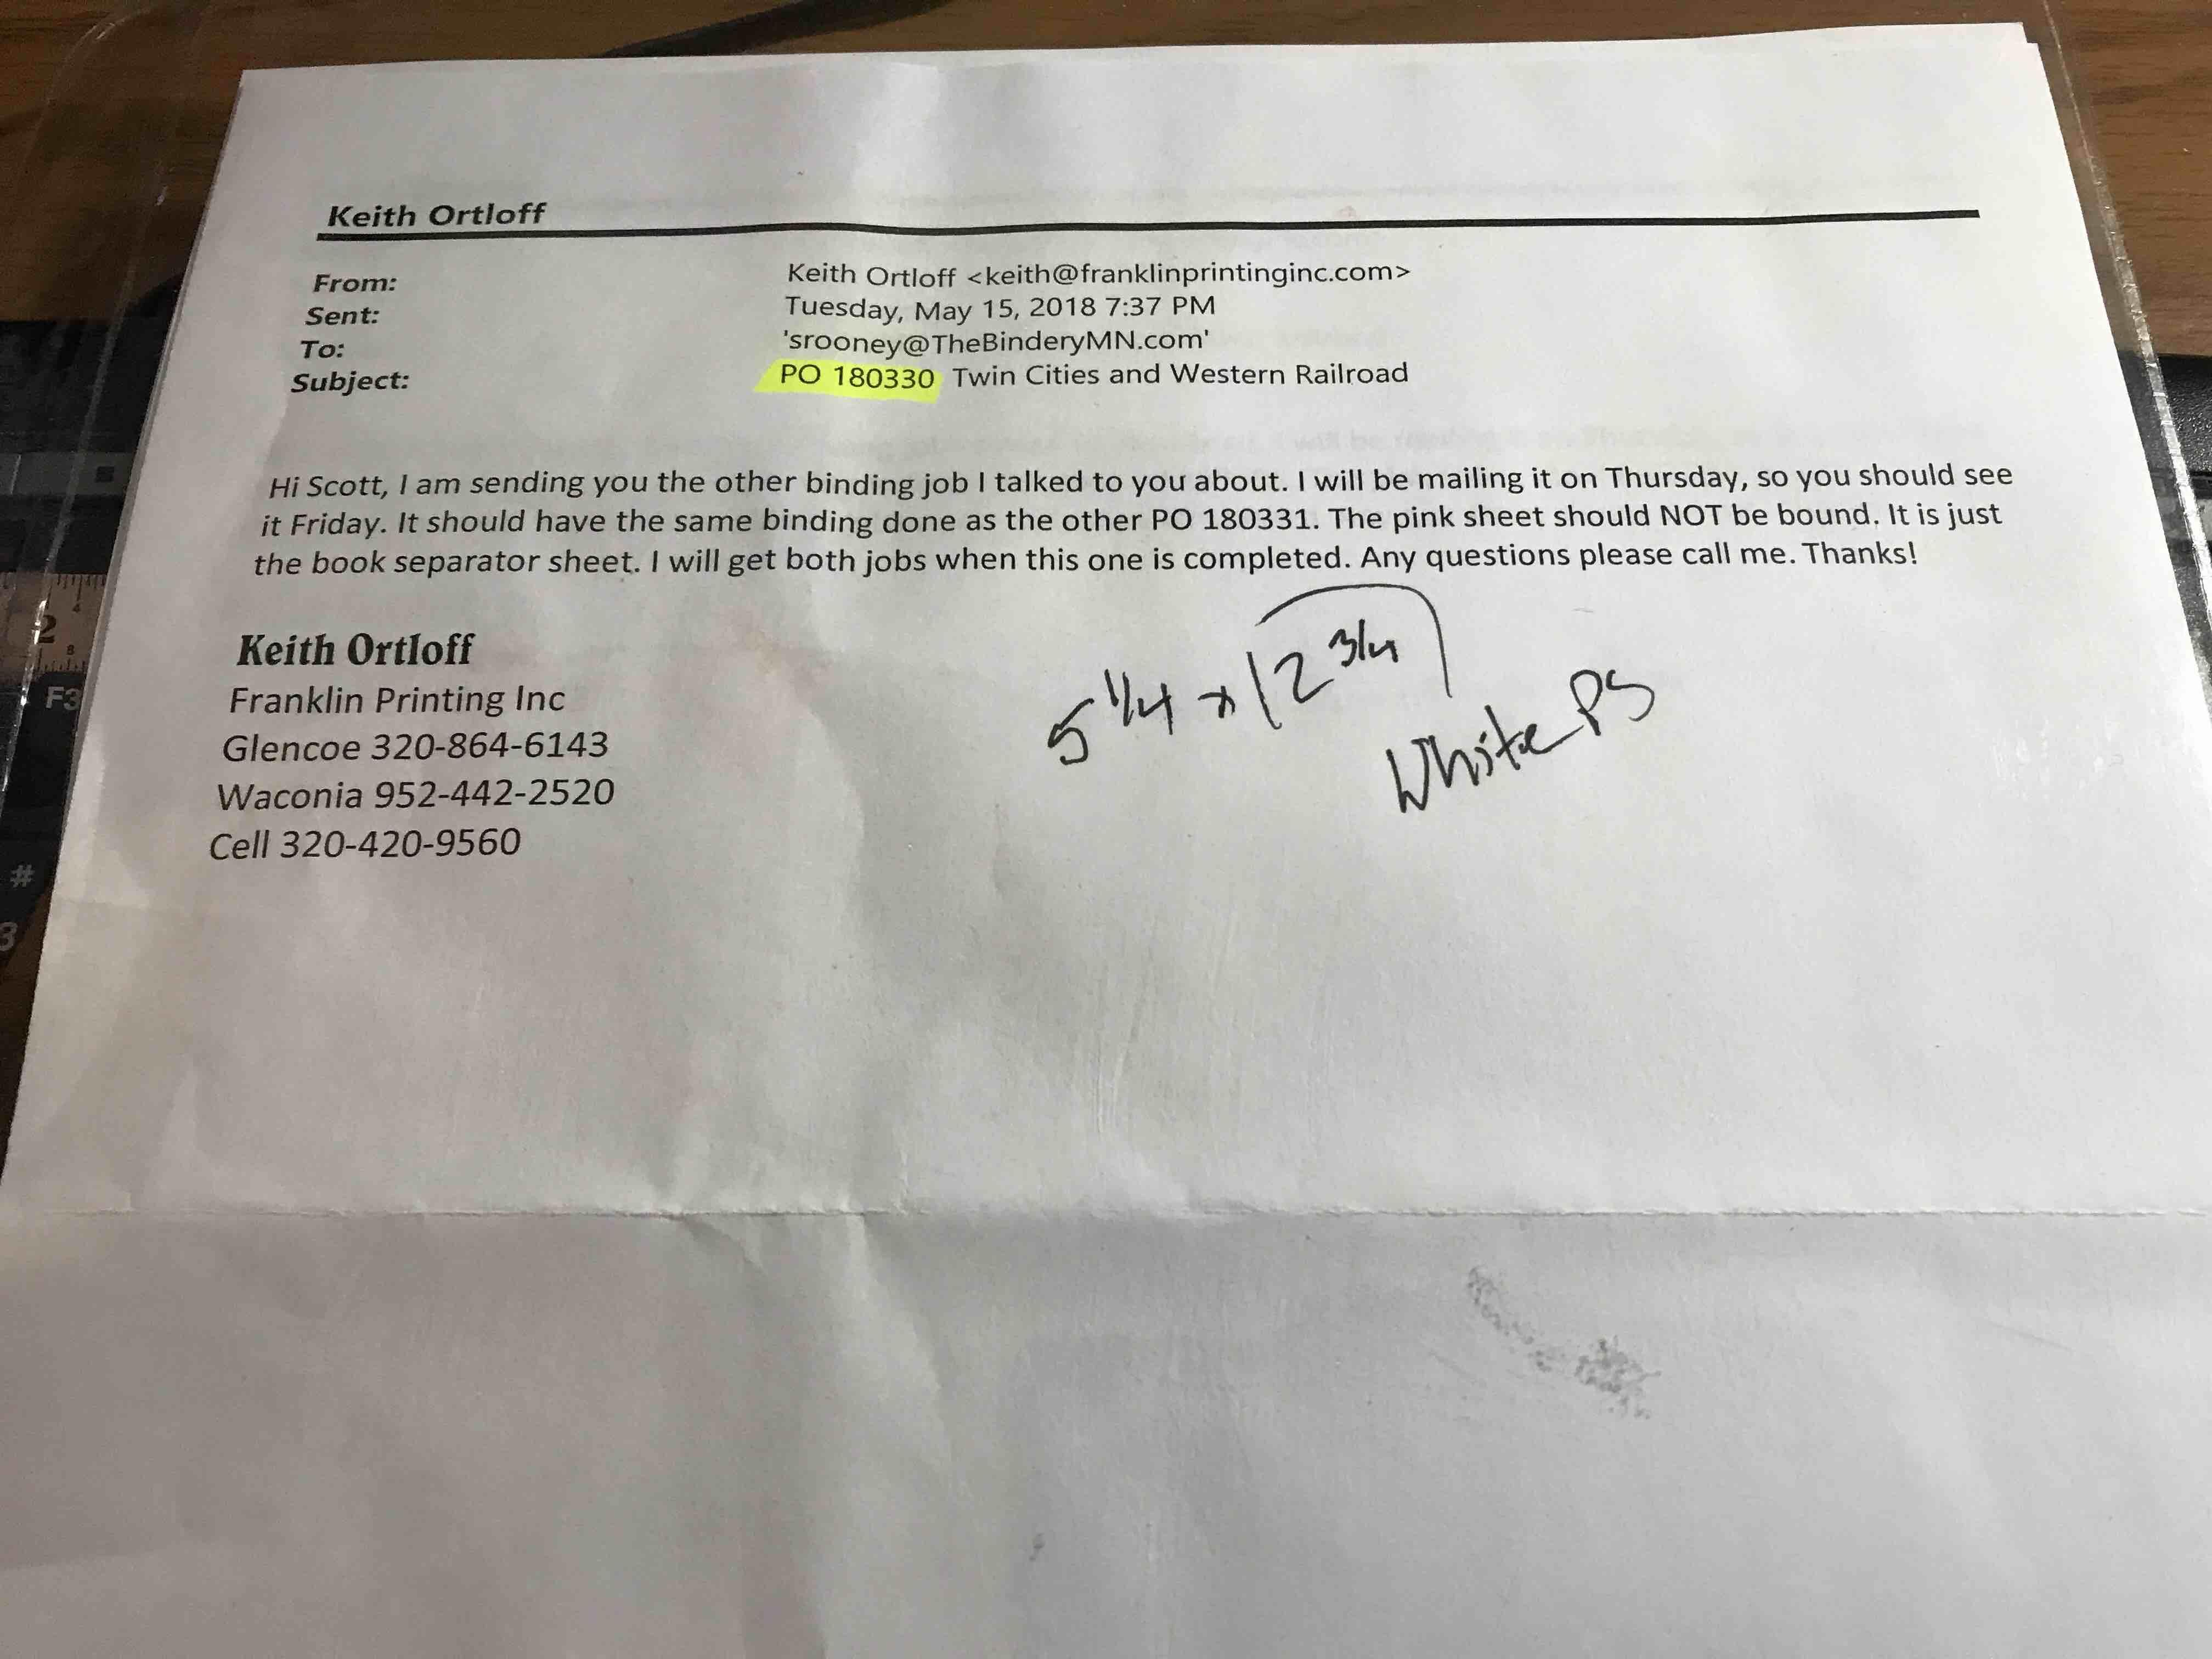 Keith Ortloff
From: Keith Ortloff <keith@franklinprintinginc.com>
Sent: Tuesday, May 15, 2018 7:37 PM
To: 'srooney@TheBinderyMN.com'
Subject: PO 180330 Twin Cities and Western Railroad
Hi Scott, I am sending you the other binding job I talked to you about. I will be mailing it on Thursday, so you should see
it Friday. It should have the same binding done as the other PO 180331. The pink sheet should NOT be bound. It is just
the book separator sheet. I will get both jobs when this one is completed. Any questions please call me. Thanks!
5 1/4 x 12 3/4
White PS
Keith Ortloff
Franklin Printing Inc
Glencoe 320-864-6143
Waconia 952-442-2520
Cell 320-420-9560
2
F3
#
3